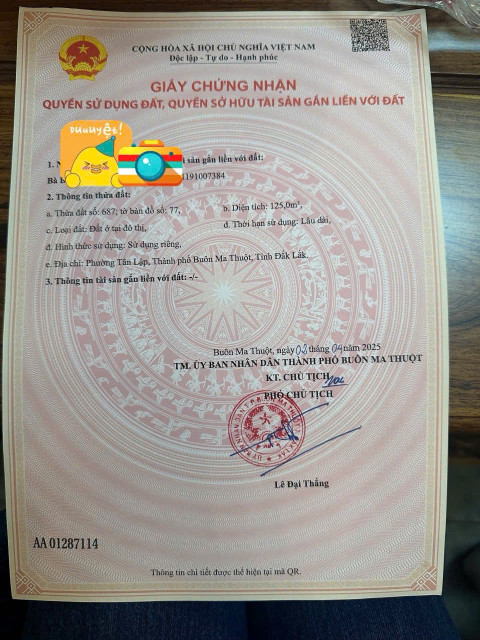 CỘNG HÒA XÃ HỘI CHỦ NGHĨA VIỆT NAM
Độc lập - Tự do - Hạnh phúc
GIẤY CHỨNG NHẬN
QUYỀN SỬ DỤNG ĐẤT, QUYỀN SỞ HỮU TÀI SẢN GẮN LIỀN VỚI ĐẤT
Duuuyệt!
1. tài sản gắn liền với đất:
Bà 191007384
2. Thông tin thửa đất:
a. Thửa đất số: 687; tờ bản đồ số: 77, b. Diện tích: 125,0m²,
c. Loại đất: Đất ở tại đô thị, d. Thời hạn sử dụng: Lâu dài,
đ. Hình thức sử dụng: Sử dụng riêng,
e. Địa chỉ: Phường Tân Lập, Thành phố Buôn Ma Thuột, Tỉnh Đắk Lắk.
3. Thông tin tài sản gắn liền với đất: -/-
Buôn Ma Thuột, ngày 02 tháng 04 năm 2025
TM. ỦY BAN NHÂN DÂN THÀNH PHỐ BUÔN MA THUỘT
KT. CHỦ TỊCH
PHÓ CHỦ TỊCH
Lê Đại Thắng
AA 01287114
Thông tin chi tiết được thể hiện tại mã QR.